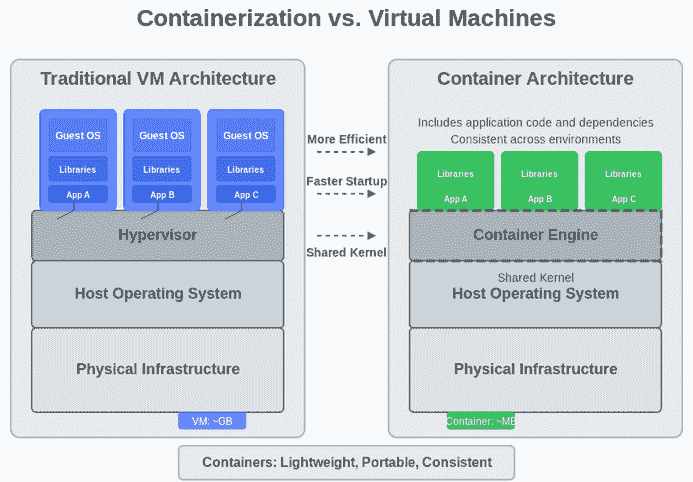 Containerization vs. Virtual Machines
Traditional VM Architecture
Guest OS
Libraries
App A
Guest OS
Libraries
App B
Guest OS
Libraries
App C
Hypervisor
Host Operating System
Physical Infrastructure
VM: ~GB
More Efficient
Faster Startup
Shared Kernel
Container Architecture
Includes application code and dependencies
Consistent across environments
Libraries
App A
Libraries
App B
Libraries
App C
Container Engine
Shared Kernel
Host Operating System
Physical Infrastructure
Container: ~MB
Containers: Lightweight, Portable, Consistent